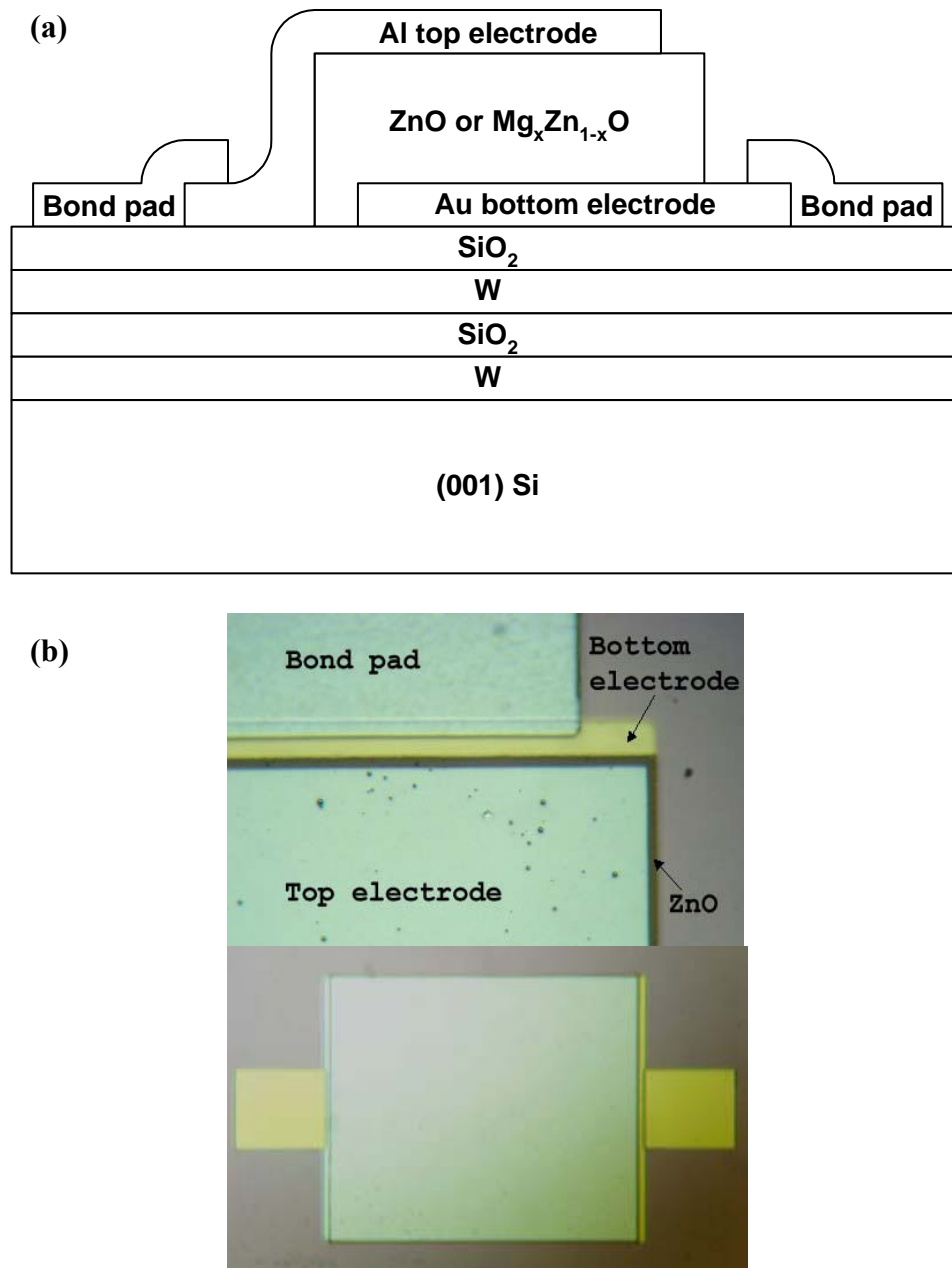 (a)
Al top electrode
ZnO or MgₓZn₁₋ₓO
Bond pad
Au bottom electrode
Bond pad
SiO₂
W
SiO₂
W
(001) Si
(b)
Bond pad
Bottom
electrode
Top electrode
ZnO